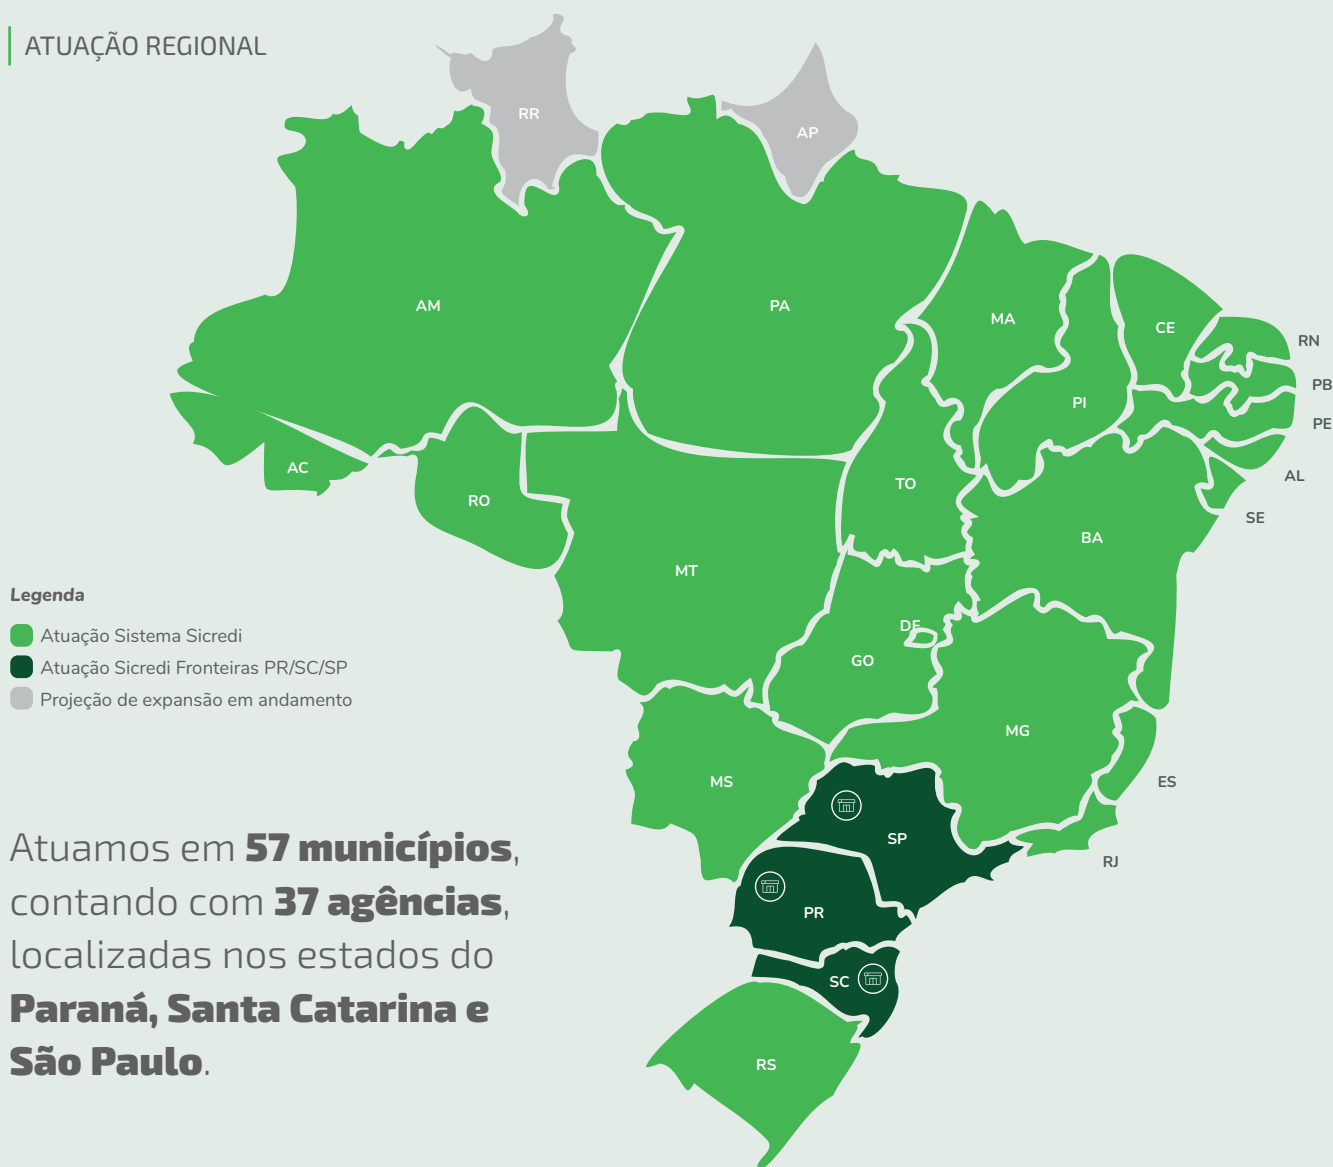 ATUAÇÃO REGIONAL
RR
AP
AM
PA
MA
CE
RN
PB
PI
PE
AC
RO
TO
AL
SE
BA
MT
Legenda
Atuação Sistema Sicredi
Atuação Sicredi Fronteiras PR/SC/SP
Projeção de expansão em andamento
DF
GO
MG
MS
ES
SP
RJ
PR
SC
RS
Atuamos em 57 municípios,
contando com 37 agências,
localizadas nos estados do
Paraná, Santa Catarina e
São Paulo.